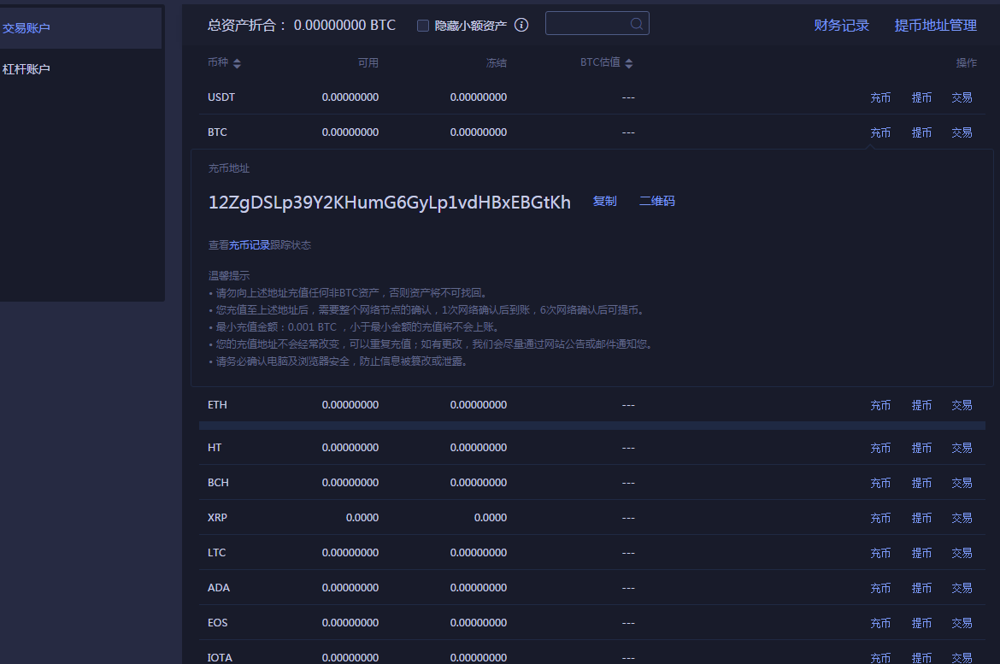 交易账户
杠杆账户
总资产折合： 0.00000000 BTC 隐藏小额资产 财务记录 提币地址管理
币种 可用 冻结 BTC估值 操作
USDT 0.00000000 0.00000000 --- 充币 提币 交易
BTC 0.00000000 0.00000000 --- 充币 提币 交易
充币地址
12ZgDSLp39Y2KHumG6GyLp1vdHBxEBGtKh 复制 二维码
查看充币记录跟踪状态
温馨提示
• 请勿向上述地址充值任何非BTC资产，否则资产将不可找回。
• 您充值至上述地址后，需要整个网络节点的确认，1次网络确认后到账，6次网络确认后可提币。
• 最小充值金额：0.001 BTC ，小于最小金额的充值将不会上账。
• 您的充值地址不会经常改变，可以重复充值；如有更改，我们会尽量通过网站公告或邮件通知您。
• 请务必确认电脑及浏览器安全，防止信息被篡改或泄露。
ETH 0.00000000 0.00000000 --- 充币 提币 交易
HT 0.00000000 0.00000000 --- 充币 提币 交易
BCH 0.00000000 0.00000000 --- 充币 提币 交易
XRP 0.0000 0.0000 --- 充币 提币 交易
LTC 0.00000000 0.00000000 --- 充币 提币 交易
ADA 0.00000000 0.00000000 --- 充币 提币 交易
EOS 0.00000000 0.00000000 --- 充币 提币 交易
IOTA 0.00000000 0.00000000 --- 充币 提币 交易